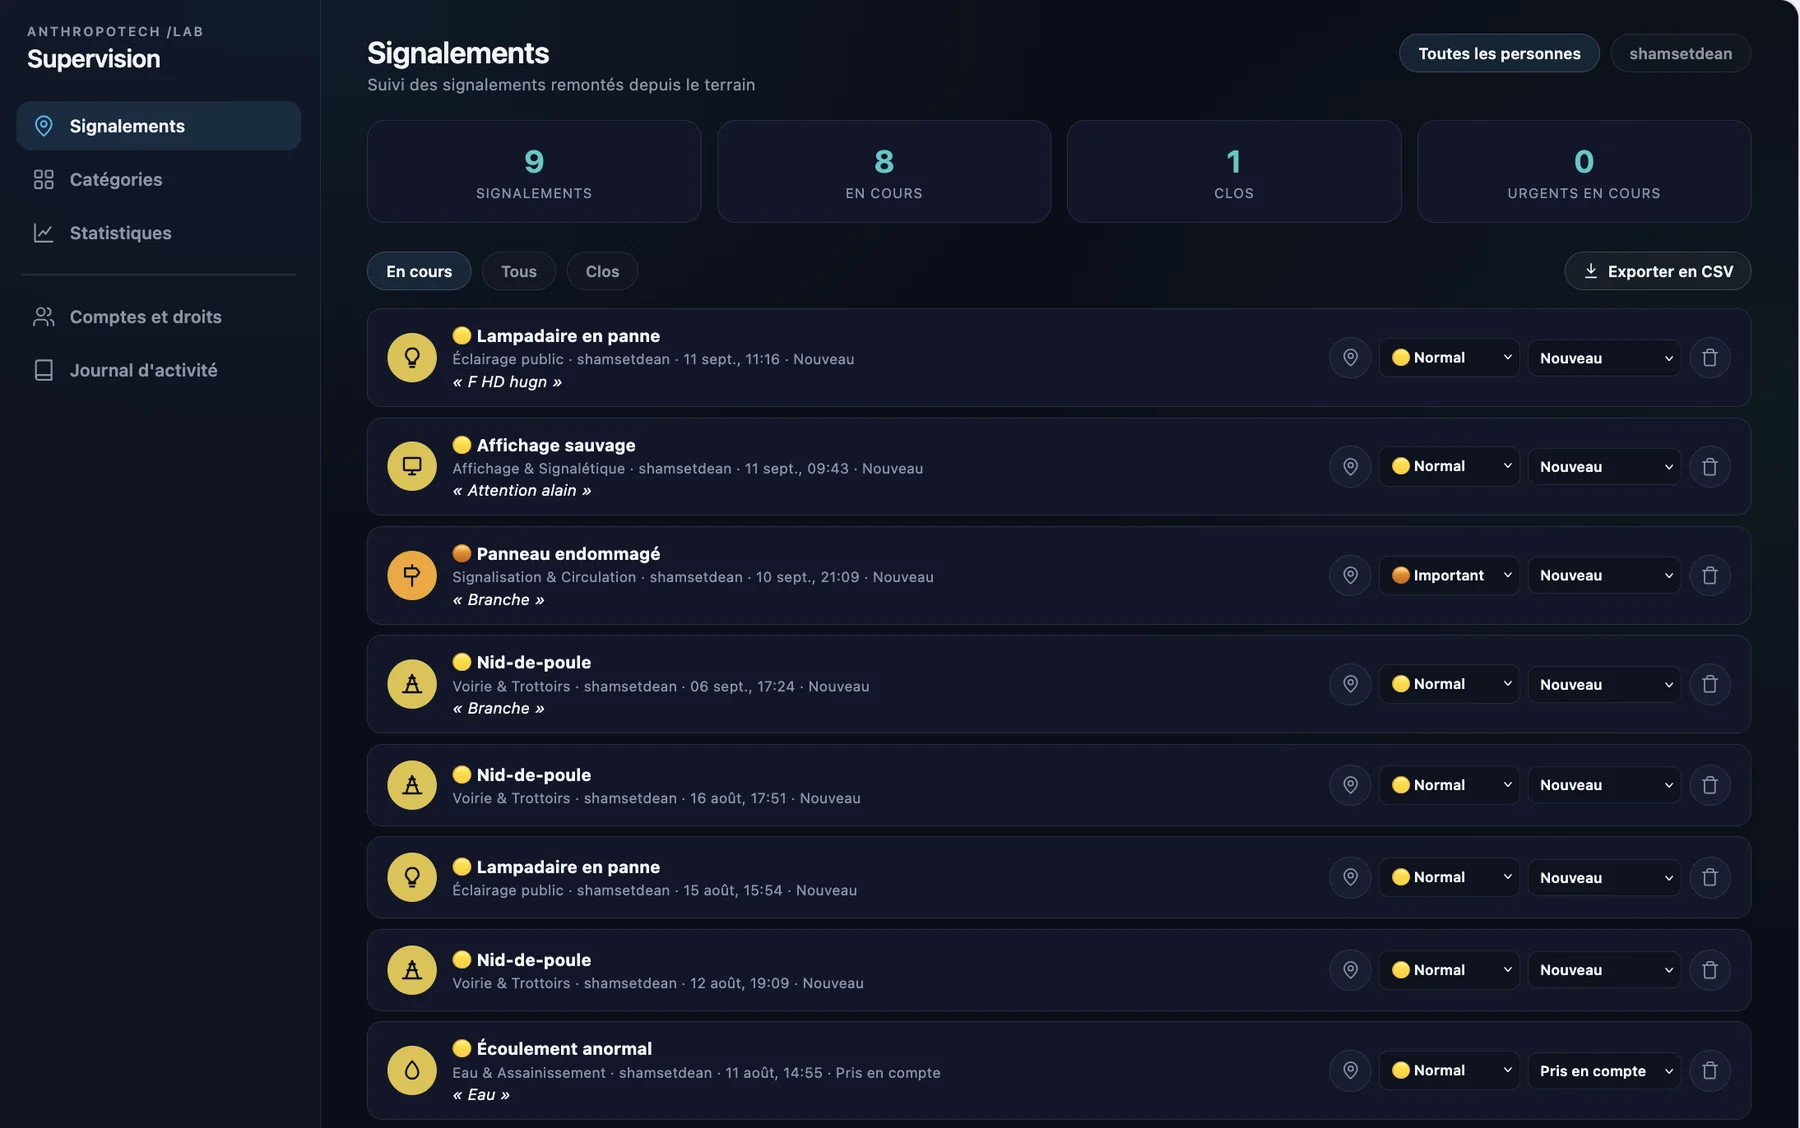 ANTHROPOTECH /LAB
Supervision
Signalements
Catégories
Statistiques
Comptes et droits
Journal d'activité
Signalements
Suivi des signalements remontés depuis le terrain
Toutes les personnes
shamsetdean
9
SIGNALEMENTS
8
EN COURS
1
CLOS
0
URGENTS EN COURS
En cours
Tous
Clos
Exporter en CSV
Lampadaire en panne
Éclairage public · shamsetdean · 11 sept., 11:16 · Nouveau
« F HD hugn »
Normal
Nouveau
Affichage sauvage
Affichage & Signalétique · shamsetdean · 11 sept., 09:43 · Nouveau
« Attention alain »
Normal
Nouveau
Panneau endommagé
Signalisation & Circulation · shamsetdean · 10 sept., 21:09 · Nouveau
« Branche »
Important
Nouveau
Nid-de-poule
Voirie & Trottoirs · shamsetdean · 06 sept., 17:24 · Nouveau
« Branche »
Normal
Nouveau
Nid-de-poule
Voirie & Trottoirs · shamsetdean · 16 août, 17:51 · Nouveau
Normal
Nouveau
Lampadaire en panne
Éclairage public · shamsetdean · 15 août, 15:54 · Nouveau
Normal
Nouveau
Nid-de-poule
Voirie & Trottoirs · shamsetdean · 12 août, 19:09 · Nouveau
Normal
Nouveau
Écoulement anormal
Eau & Assainissement · shamsetdean · 11 août, 14:55 · Pris en compte
« Eau »
Normal
Pris en compte